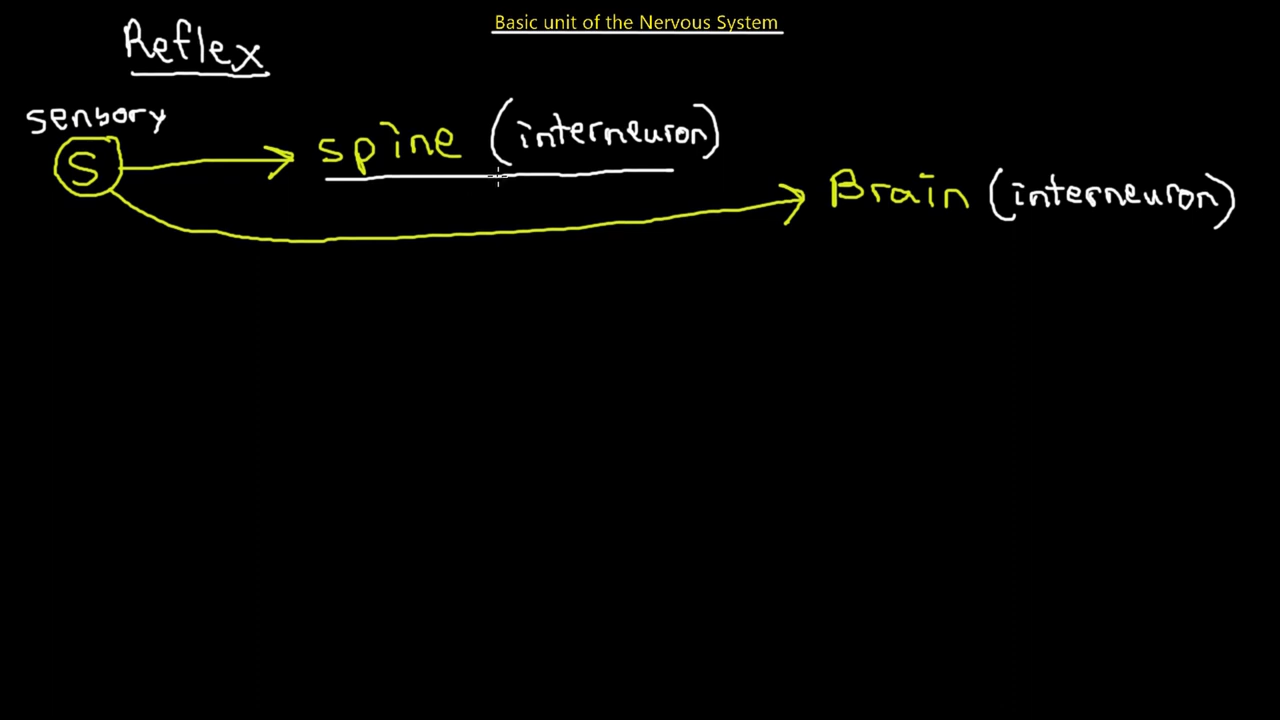 Basic unit of the Nervous System
Reflex
sensory
S
spine (interneuron)
Brain (interneuron)